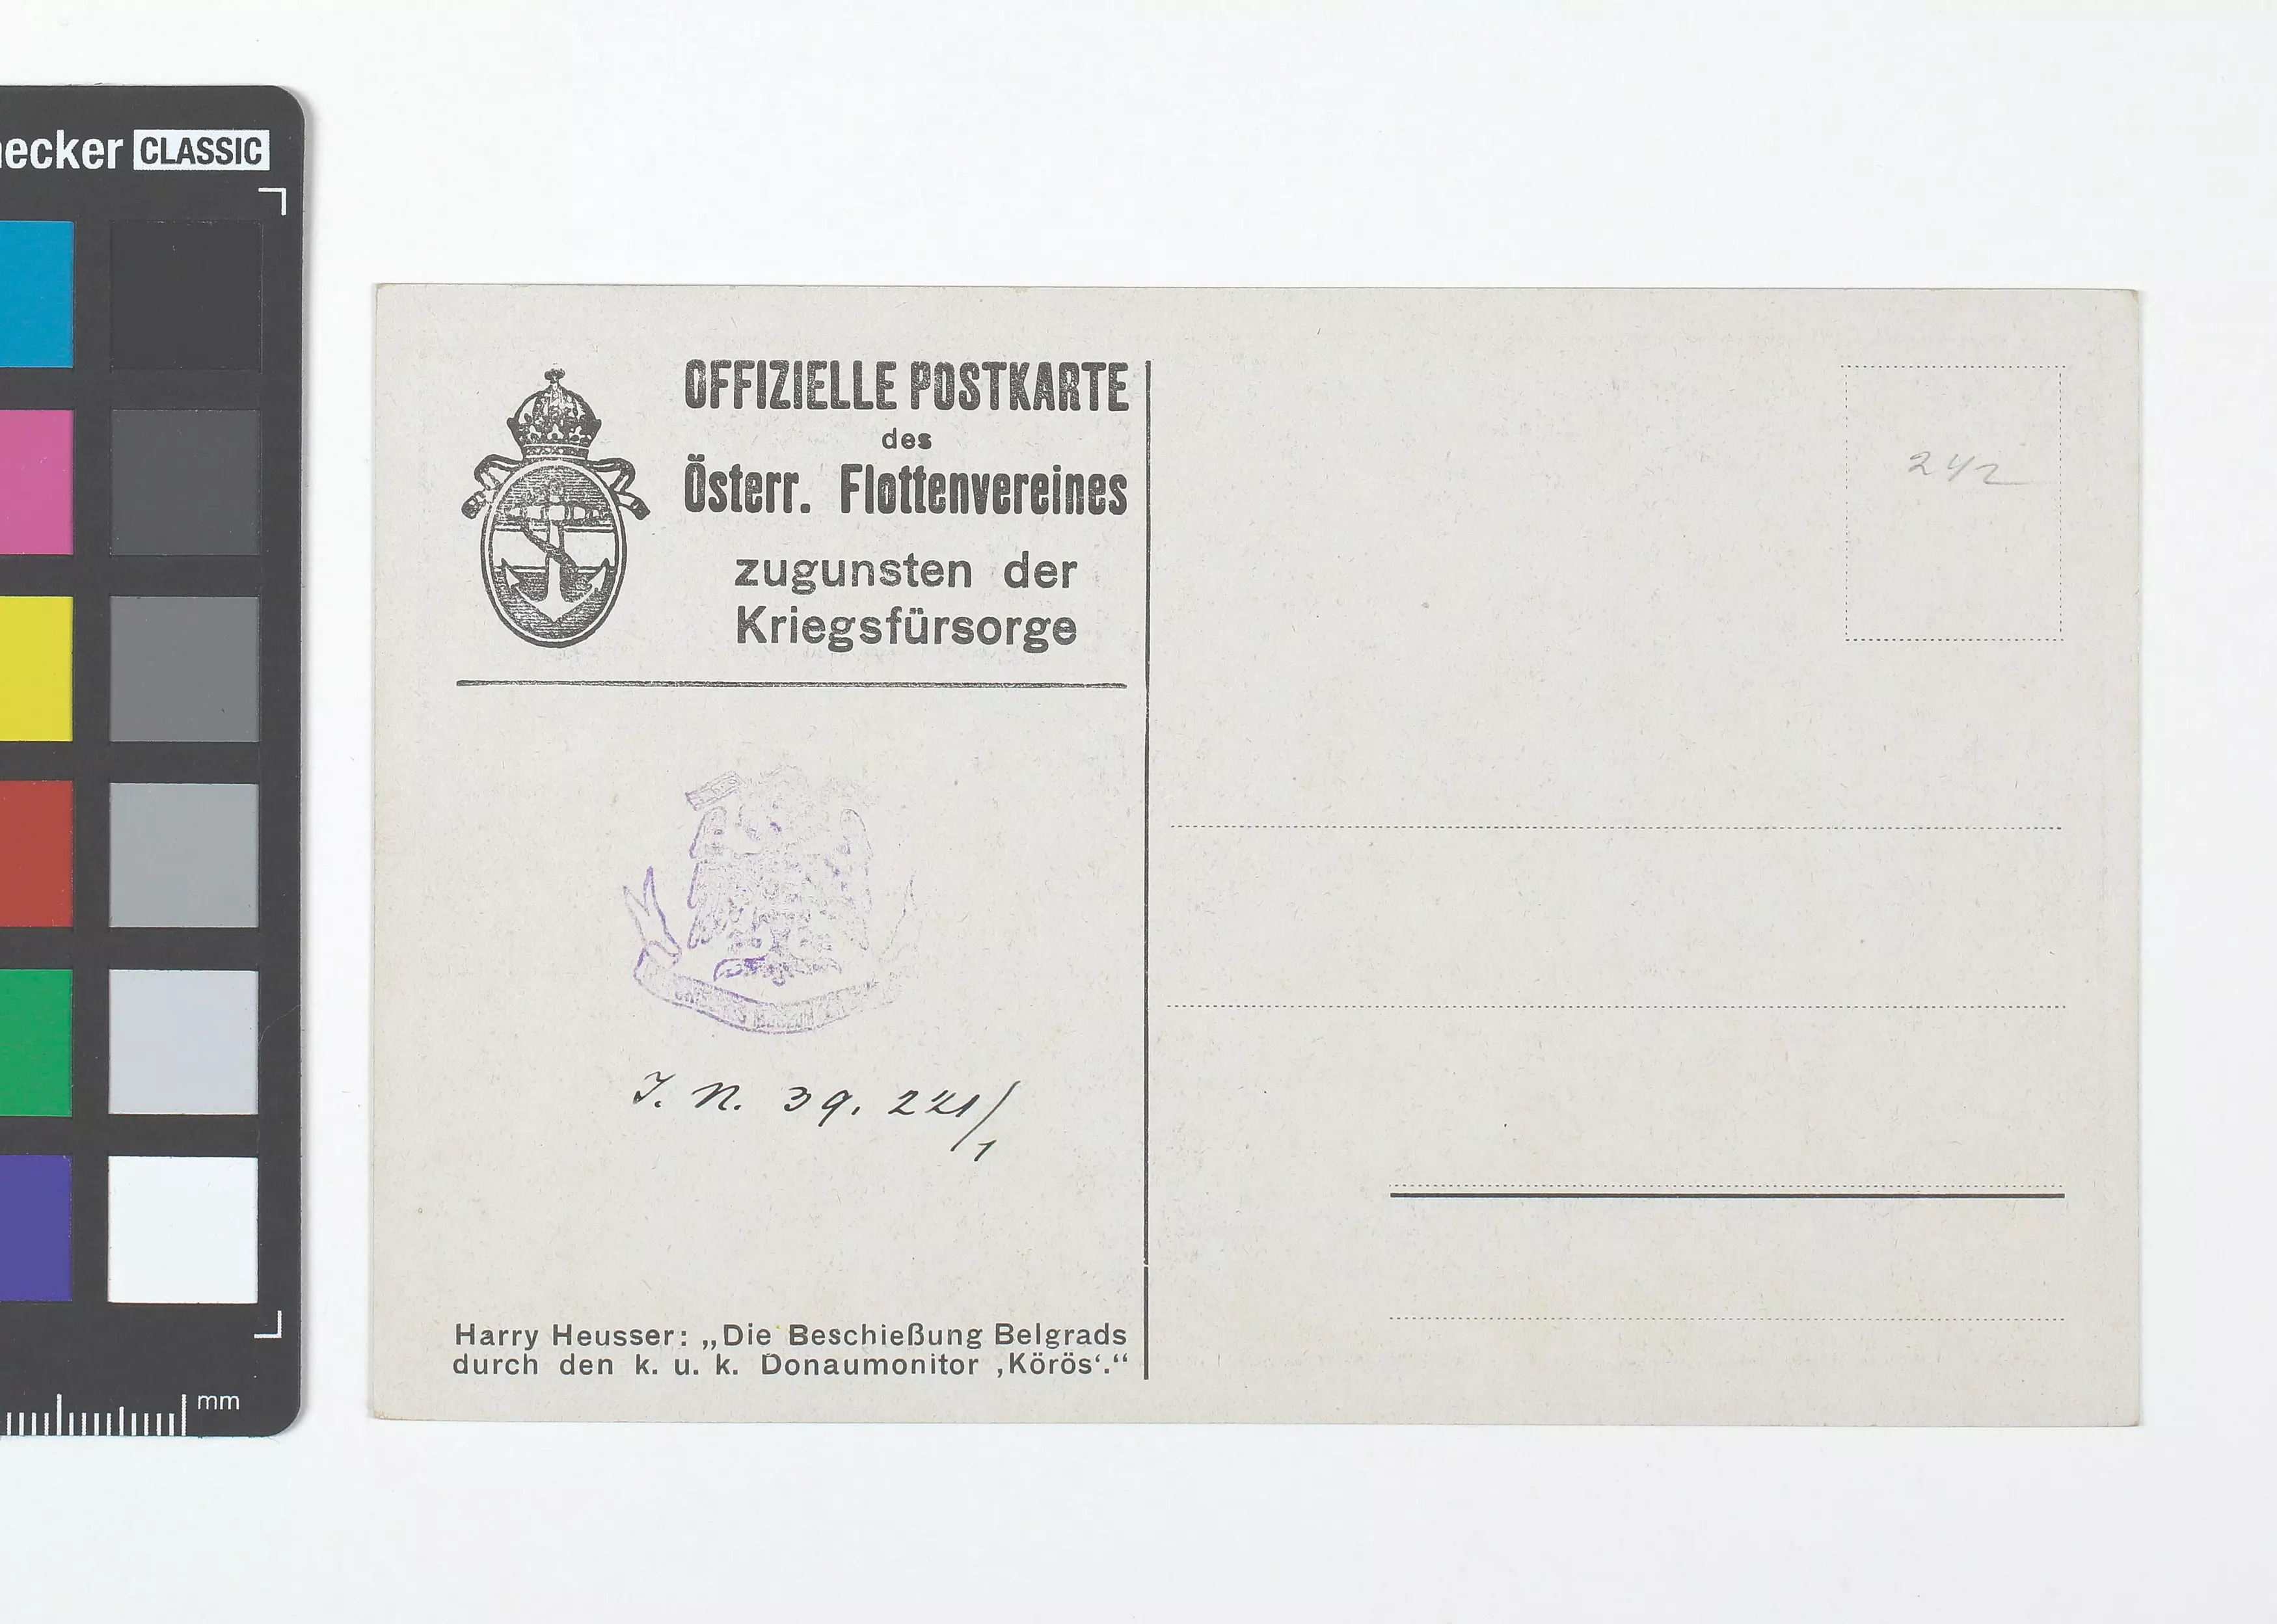 ecker CLASSIC
OFFIZIELLE POSTKARTE
des
Österr. Flottenvereines
zugunsten der
Kriegsfürsorge
242
J. N. 39. 221/1
Harry Heusser: „Die Beschießung Belgrads
durch den k. u. k. Donaumonitor ‚Körös‘.“
mm